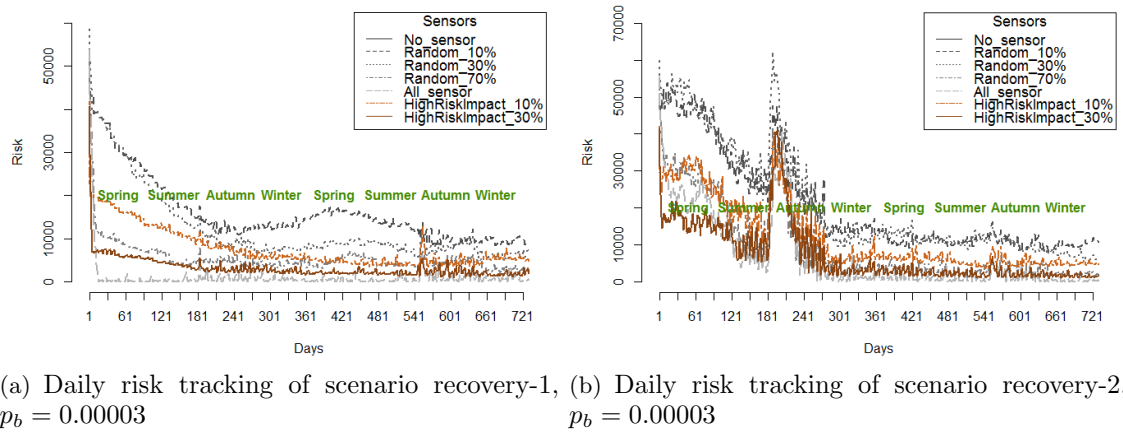 Sensors
No_sensor
Random_10%
Random_30%
Random_70%
All_sensor
HighRiskImpact_10%
HighRiskImpact_30%
Risk
0
10000
30000
50000
Spring Summer Autumn Winter Spring Summer Autumn Winter
1 61 121 181 241 301 361 421 481 541 601 661 721
Days
Sensors
No_sensor
Random_10%
Random_30%
Random_70%
All_sensor
HighRiskImpact_10%
HighRiskImpact_30%
Risk
0
10000
20000
30000
40000
50000
60000
70000
Spring Summer Autumn Winter Spring Summer Autumn Winter
1 61 121 181 241 301 361 421 481 541 601 661 721
Days
(a) Daily risk tracking of scenario recovery-1,
p_b = 0.00003
(b) Daily risk tracking of scenario recovery-2,
p_b = 0.00003